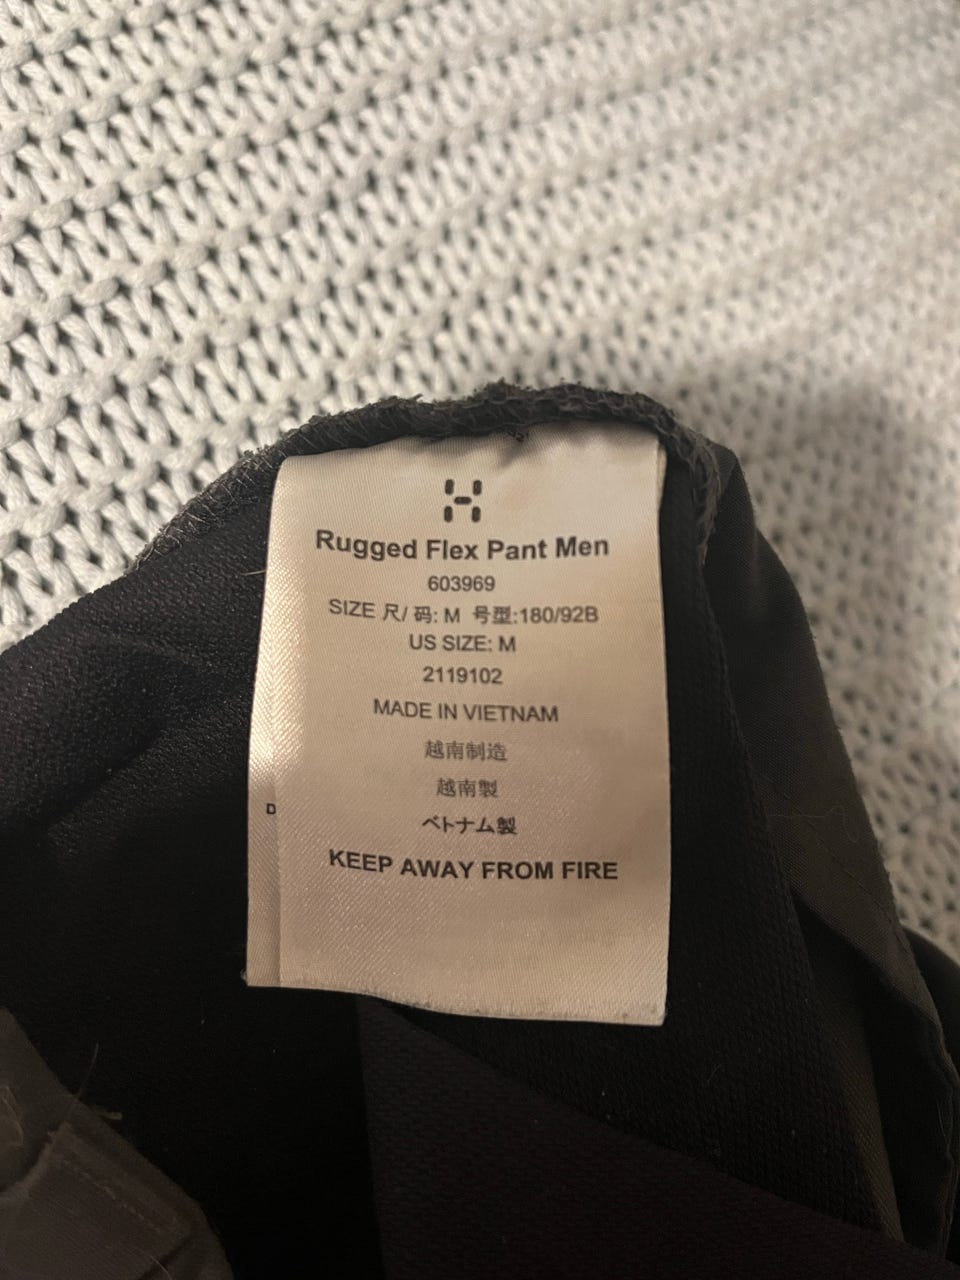 Rugged Flex Pant Men
603969
SIZE 尺/ 码: M 号型:180/92B
US SIZE: M
2119102
MADE IN VIETNAM
越南制造
越南製
ベトナム製
KEEP AWAY FROM FIRE
D